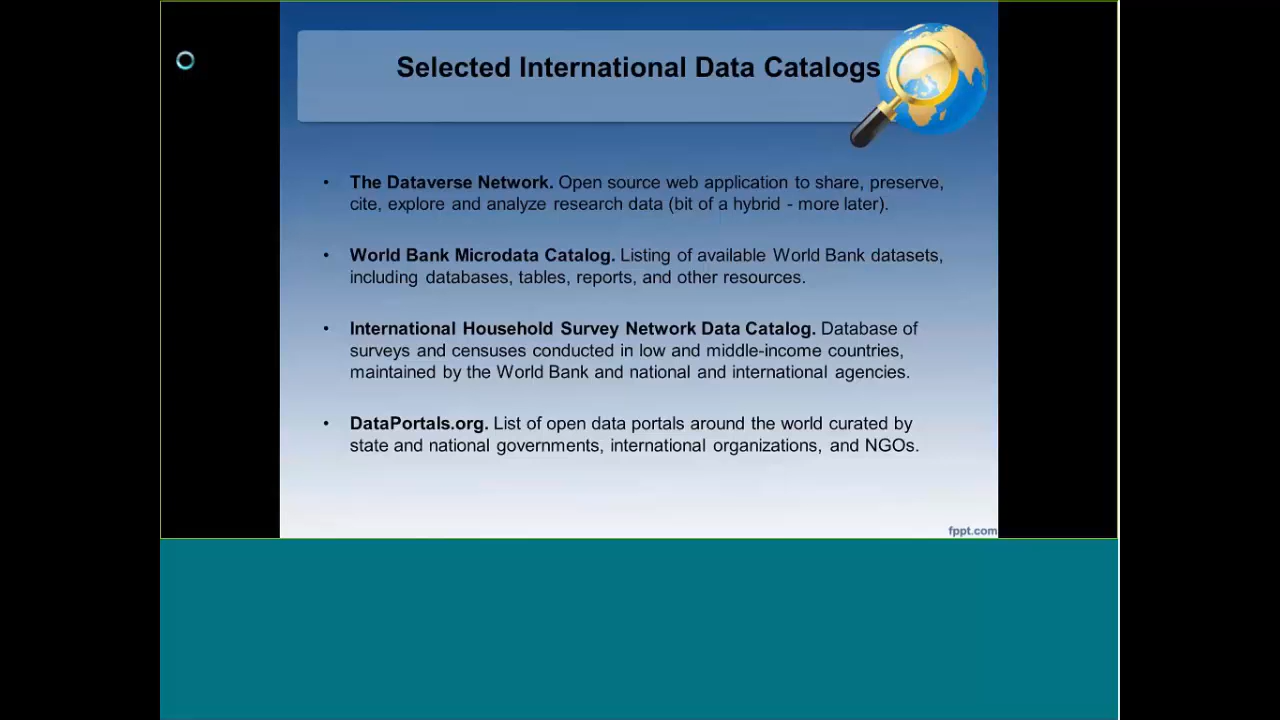 Selected International Data Catalogs
• The Dataverse Network. Open source web application to share, preserve,
cite, explore and analyze research data (bit of a hybrid - more later).
• World Bank Microdata Catalog. Listing of available World Bank datasets,
including databases, tables, reports, and other resources.
• International Household Survey Network Data Catalog. Database of
surveys and censuses conducted in low and middle-income countries,
maintained by the World Bank and national and international agencies.
• DataPortals.org. List of open data portals around the world curated by
state and national governments, international organizations, and NGOs.
fppt.com